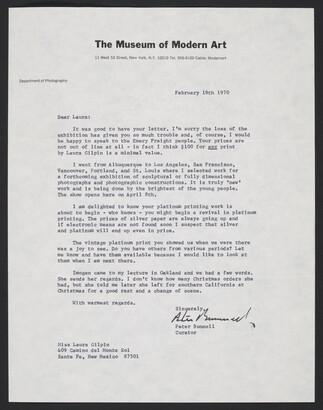 The Museum of Modern Art
11 West 53 Street, New York, N.Y. 10019 Tel. 956-6100 Cable: Modernart
Department of Photography
February 19th 1970
Dear Laura:
It was good to have your letter. I'm sorry the loss of the
exhibition has given you so much trouble and, of course, I would
be happy to speak to the Emery Freight people. Your prices are
not out of line at all - in fact I think $100 for any print
by Laura Gilpin is a minimal value.
I went from Albuquerque to Los Angeles, San Francisco,
Vancouver, Portland, and St. Louis where I selected work for
a forthcoming exhibition of sculptural or fully dimensional
photographs and photographic constructions. It is truly "new"
work and is being done by the brightest of the young people.
The show opens here on April 8th.
I am delighted to know your platinum printing work is
about to begin - who knows - you might begin a revival in platinum
printing. The prices of silver paper are always going up and
if electronic means are not found soon I suspect that silver
and platinum will end up even in price.
The vintage platinum print you showed us when we were there
was a joy to see. Do you have others from various periods? Let
me know and have them available because I would like to look at
them when I am next there.
Imogen came to my lecture in Oakland and we had a few words.
She sends her regards. I don't know how many Christmas orders she
had, but she told me later she left for southern California at
Christmas for a good rest and a change of scene.
With warmest regards,
Sincerely,
Peter Bunnell
Peter Bunnell
Curator
Miss Laura Gilpin
409 Camino del Monte Sol
Santa Fe, New Mexico 87501